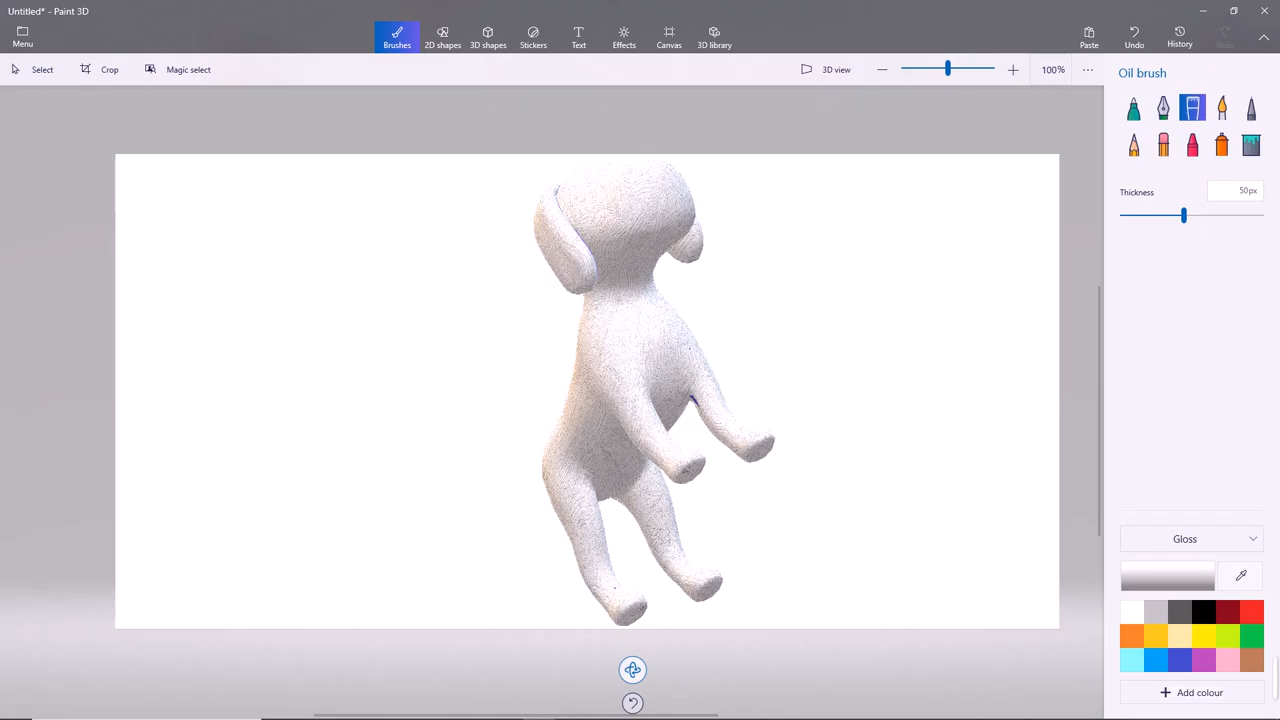 Untitled* - Paint 3D
Menu
Brushes 2D shapes 3D shapes Stickers Text Effects Canvas 3D library
Paste Undo History Redo
Select Crop Magic select
3D view 100%
Oil brush
Thickness 50px
Gloss
Add colour